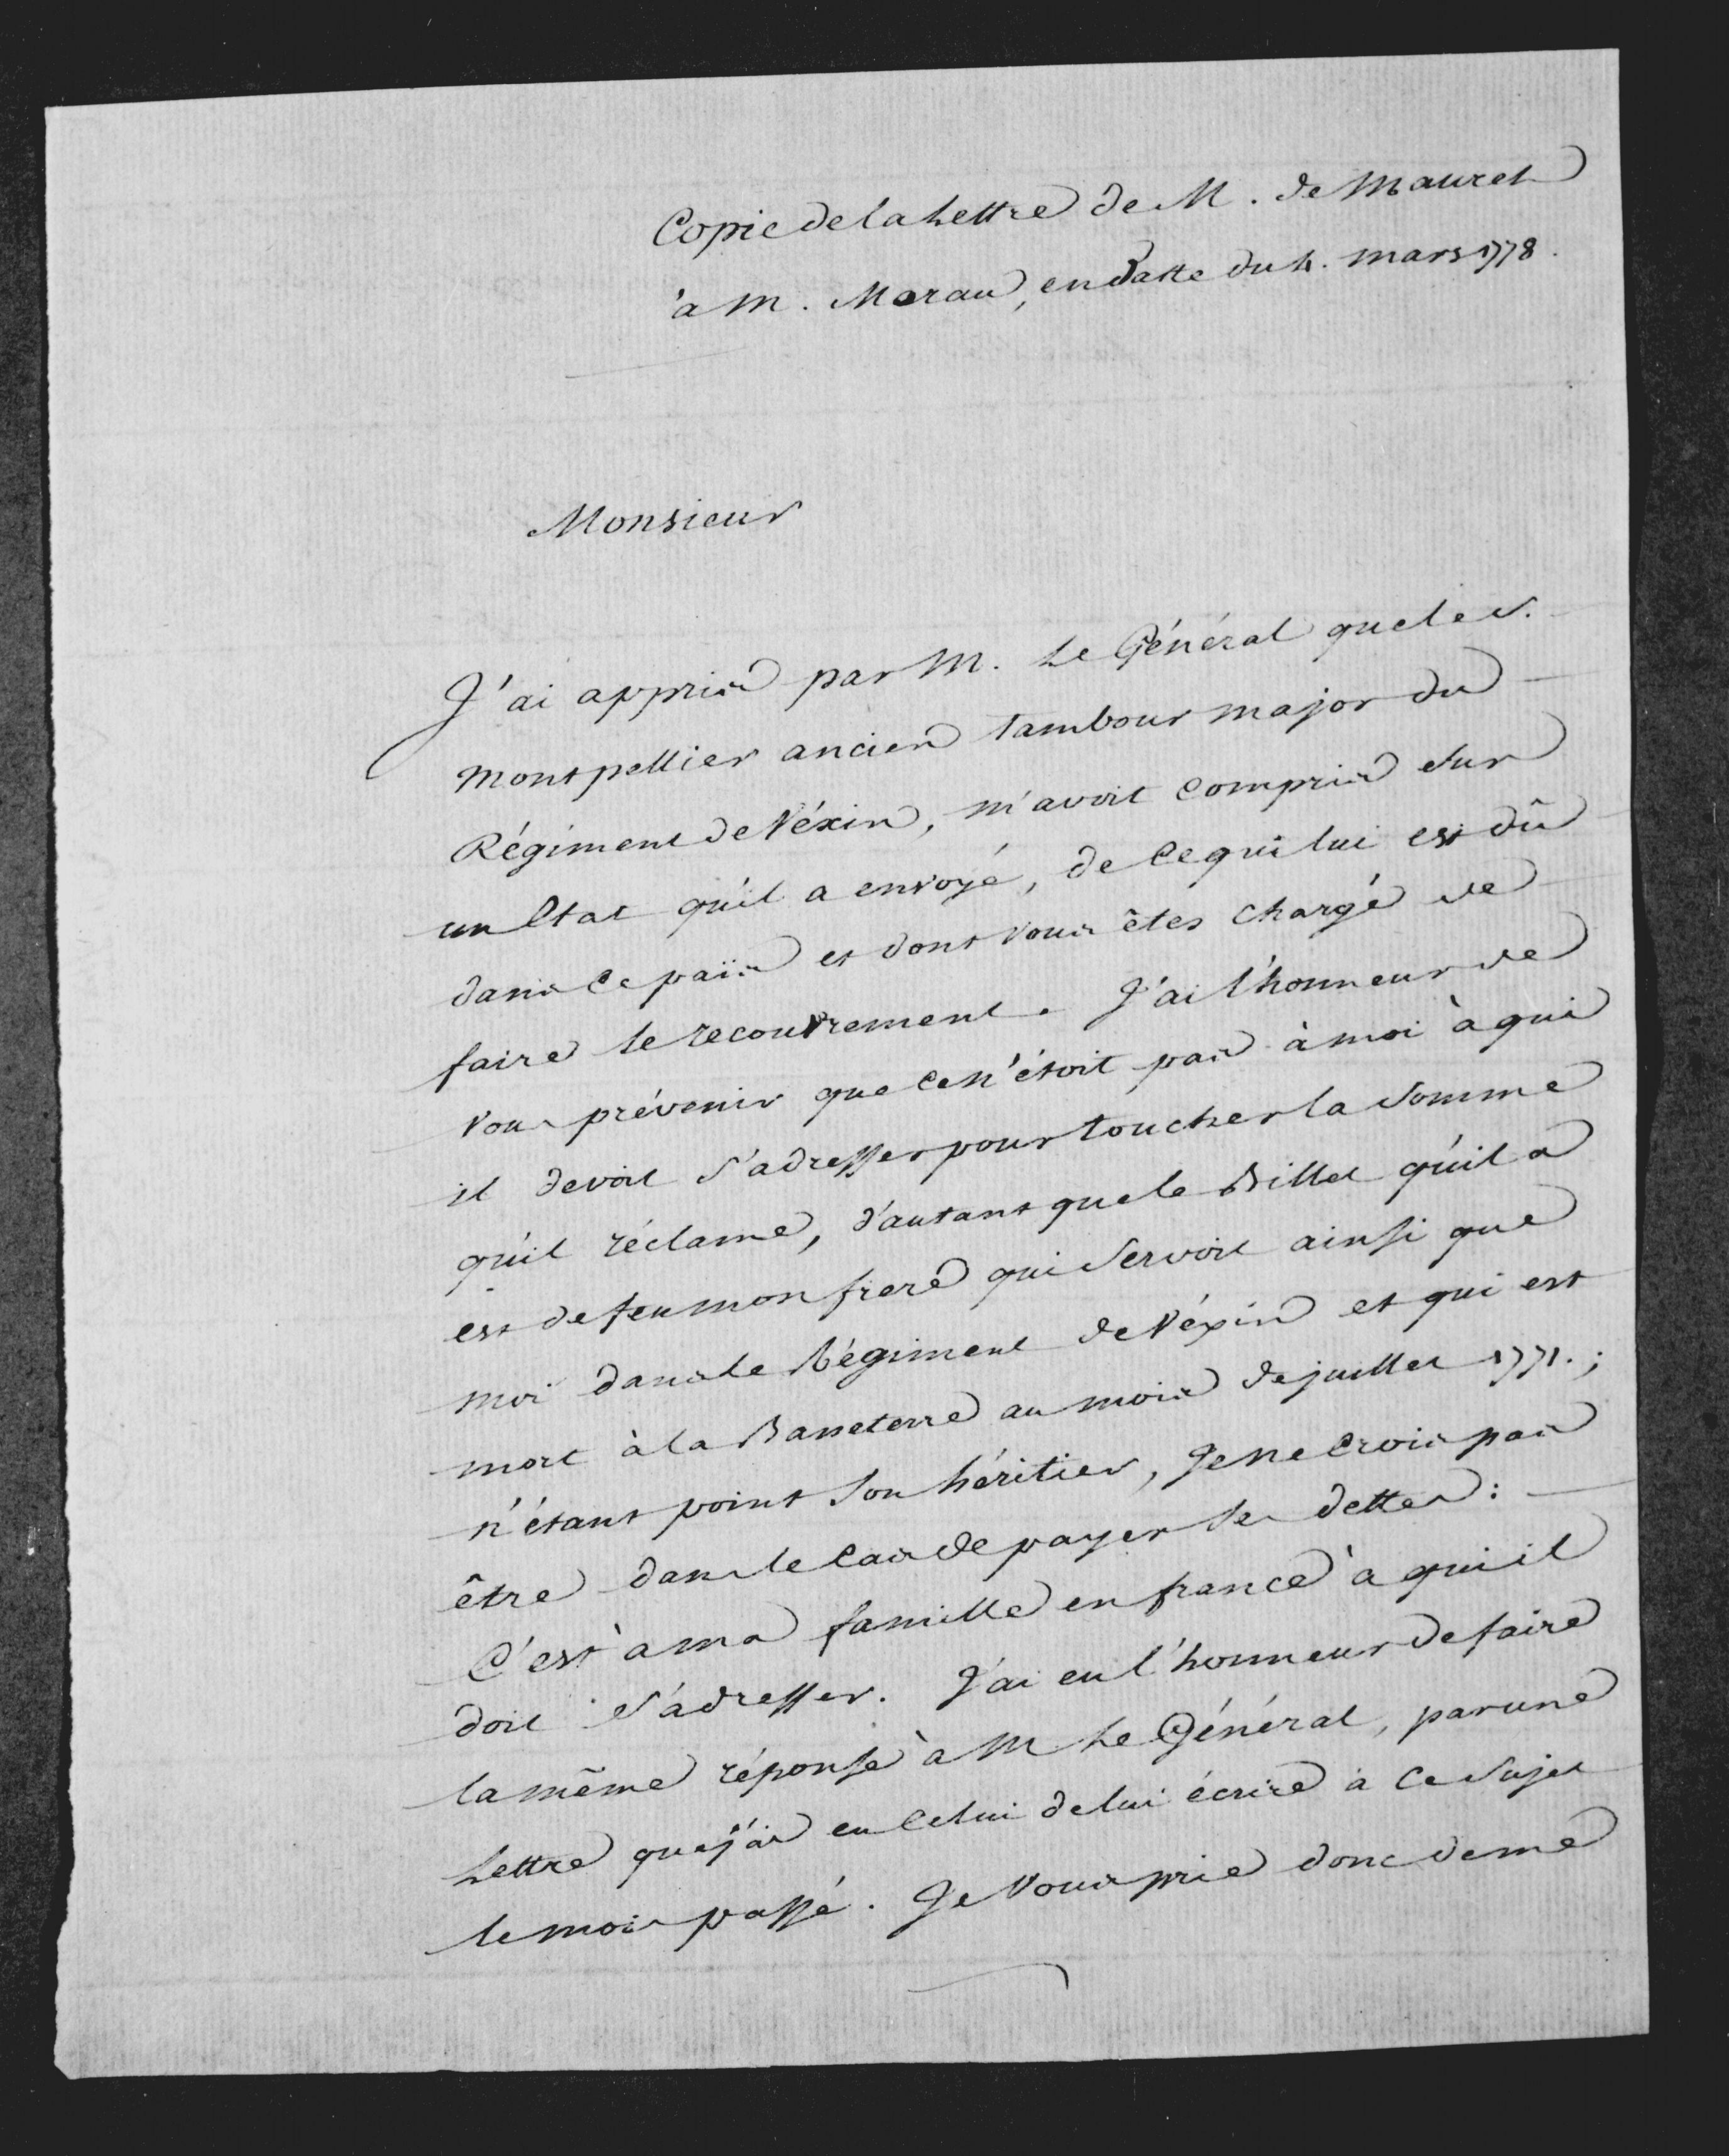 Copie de la Lettre de M. de Mauret
à M. Morau, en datte du 4. mars 1778.
Monsieur
J'ai appris par M. Le Général que le S.
Montpellier ancien Tambour major du
Régiment de Véxin, m'avoit compris sur
un Etat qu'il a envoyé, de ce qui lui est dû
dans ce païs et dont vous êtes chargé de
faire le recouvrement. J'ai l'honneur de
vous prévenir que ce n'étoit pas à moi à qui
il devoit s'adresser pour toucher la somme
qu'il réclame, d'autant que le Billet qu'il a
est de feu mon frere qui servoit ainsi que
moi dans le Régiment de Véxin et qui est
mort à la Basseterre au mois de juillet 1771.;
n'étant point son héritier, Je ne crois pas
être dans le cas de payer ses dettes:
C'est à ma famille en france à qui il
doit s'adresser. J'ai eu l'honneur de faire
la même réponse à M Le Général, par une
Lettre que j'ai eu celui de lui écrire à ce sujet
le mois passé. Je vous prie donc de me